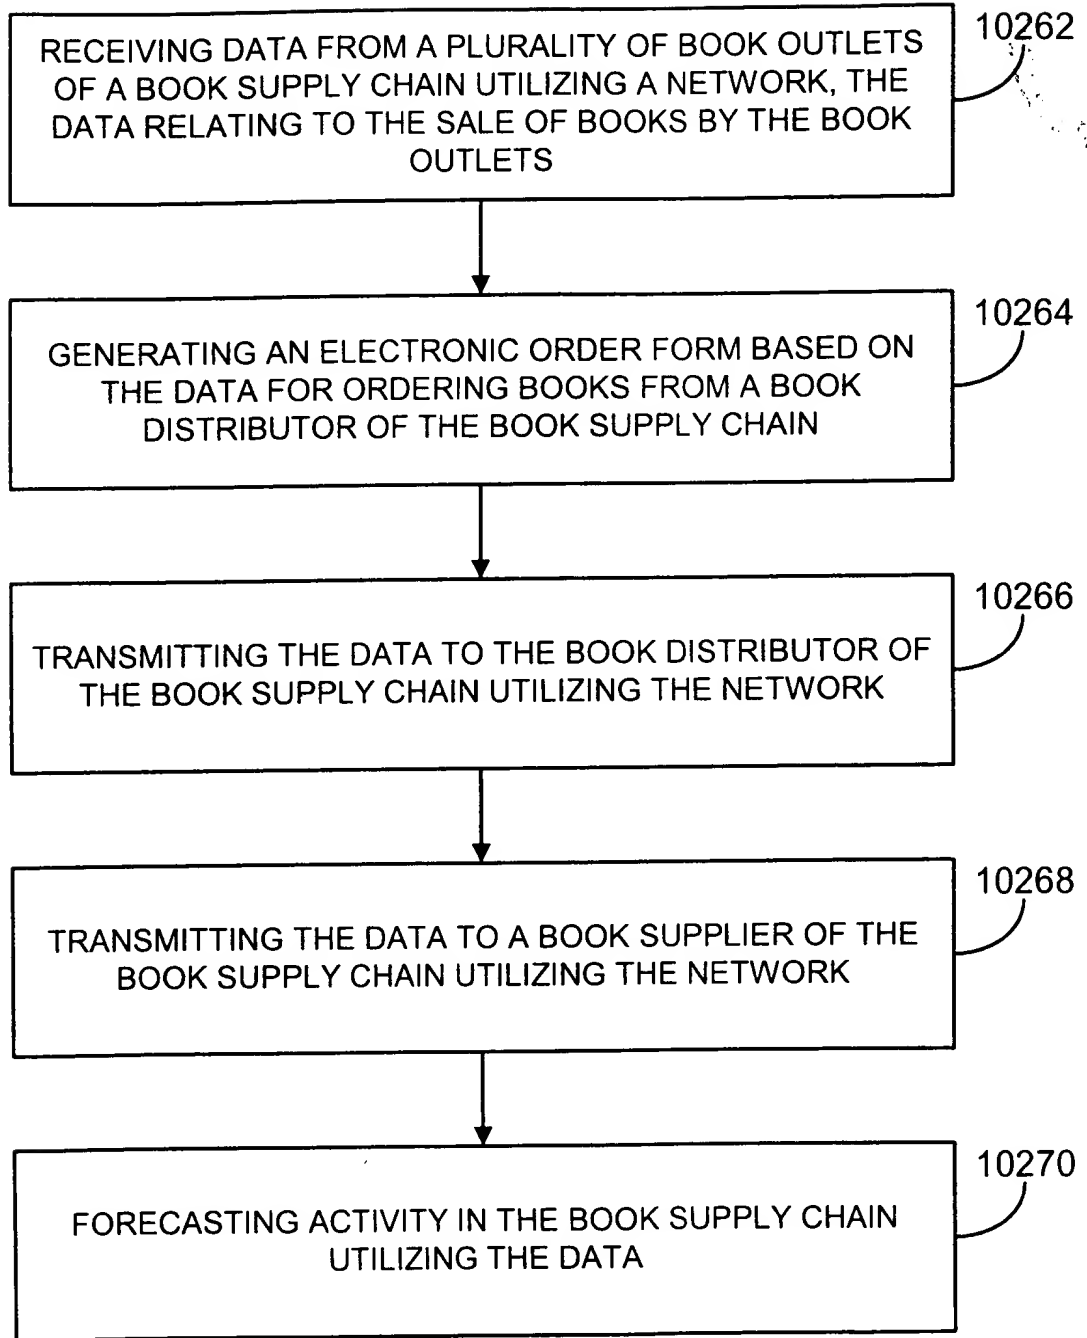 RECEIVING DATA FROM A PLURALITY OF BOOK OUTLETS
OF A BOOK SUPPLY CHAIN UTILIZING A NETWORK, THE
DATA RELATING TO THE SALE OF BOOKS BY THE BOOK
OUTLETS
10262
GENERATING AN ELECTRONIC ORDER FORM BASED ON
THE DATA FOR ORDERING BOOKS FROM A BOOK
DISTRIBUTOR OF THE BOOK SUPPLY CHAIN
10264
TRANSMITTING THE DATA TO THE BOOK DISTRIBUTOR OF
THE BOOK SUPPLY CHAIN UTILIZING THE NETWORK
10266
TRANSMITTING THE DATA TO A BOOK SUPPLIER OF THE
BOOK SUPPLY CHAIN UTILIZING THE NETWORK
10268
FORECASTING ACTIVITY IN THE BOOK SUPPLY CHAIN
UTILIZING THE DATA
10270